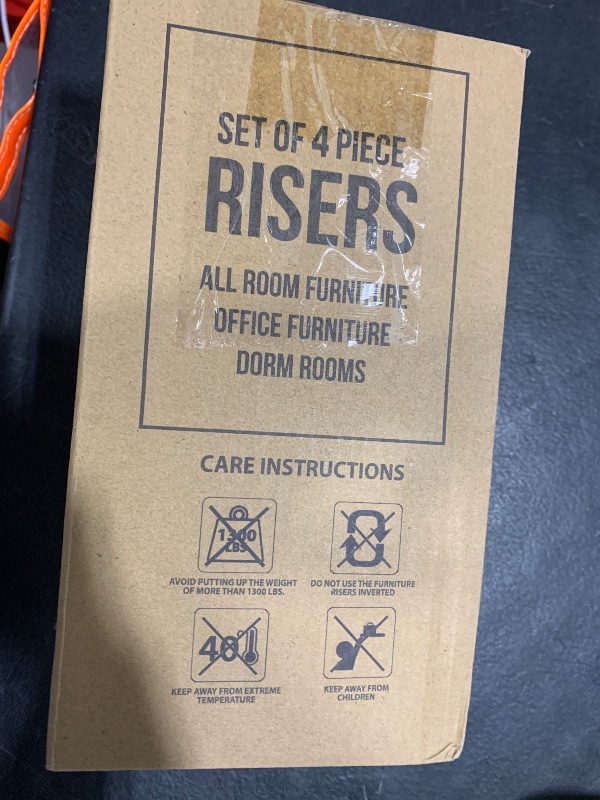 SET OF 4 PIECE
RISERS
ALL ROOM FURNITURE
OFFICE FURNITURE
DORM ROOMS
CARE INSTRUCTIONS
1300
LBS
AVOID PUTTING UP THE WEIGHT
OF MORE THAN 1300 LBS.
DO NOT USE THE FURNITURE
RISERS INVERTED
40
KEEP AWAY FROM EXTREME
TEMPERATURE
KEEP AWAY FROM
CHILDREN